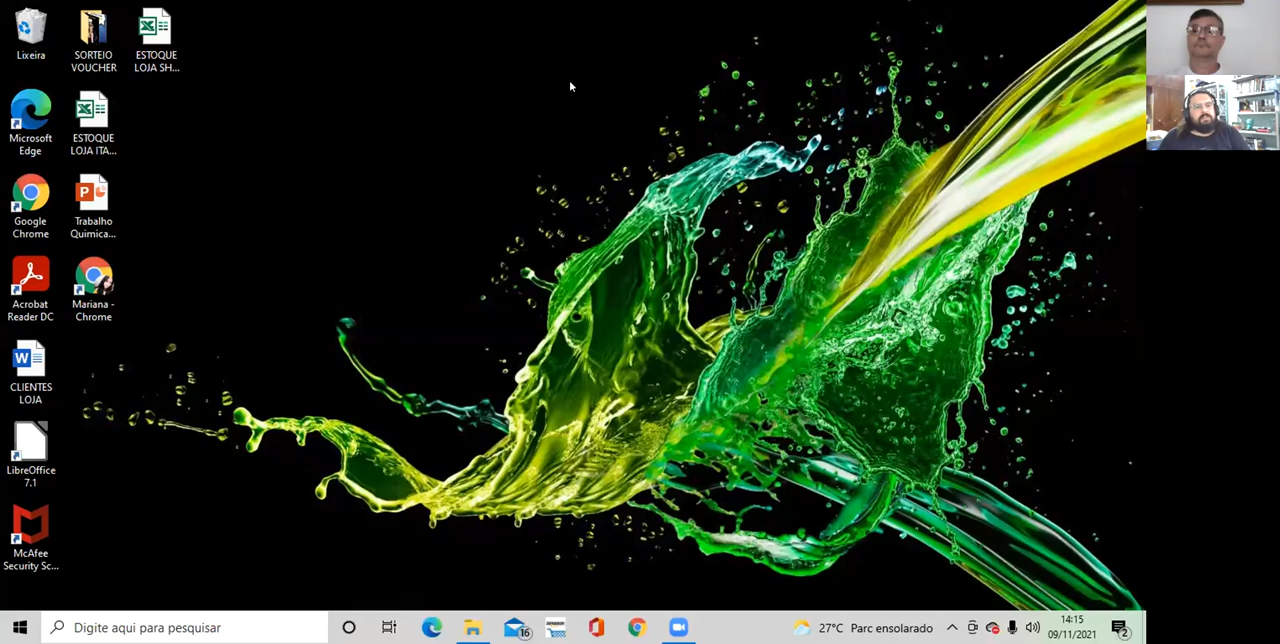 Lixeira
SORTEIO
VOUCHER
ESTOQUE
LOJA SH...
Microsoft
Edge
ESTOQUE
LOJA ITA...
Google
Chrome
Trabalho
Quimica...
Acrobat
Reader DC
Mariana -
Chrome
CLIENTES
LOJA
LibreOffice
7.1
McAfee
Security Sc...
Digite aqui para pesquisar
16
27°C Parc ensolarado
14:15
09/11/2021
2